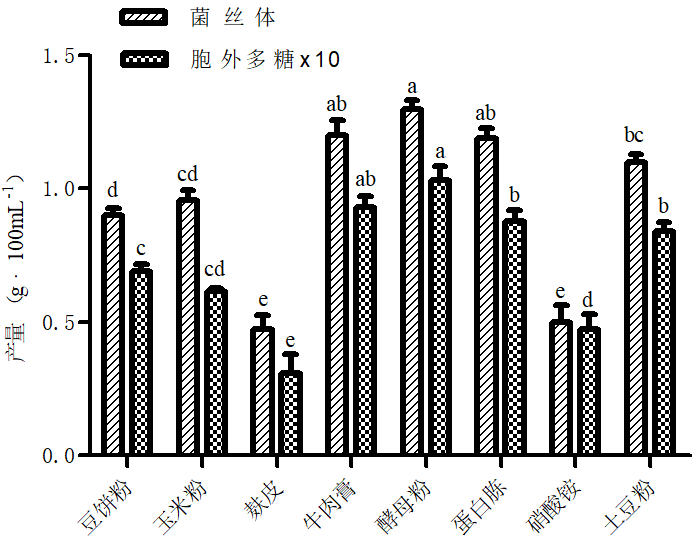 菌丝体
胞外多糖x10
产量 (g· 100mL-1)
1.5
1.0
0.5
0.0
d
c
cd
cd
e
e
ab
ab
a
a
ab
b
e
d
bc
b
豆饼粉
玉米粉
麸皮
牛肉膏
酵母粉
蛋白胨
硝酸铵
土豆粉